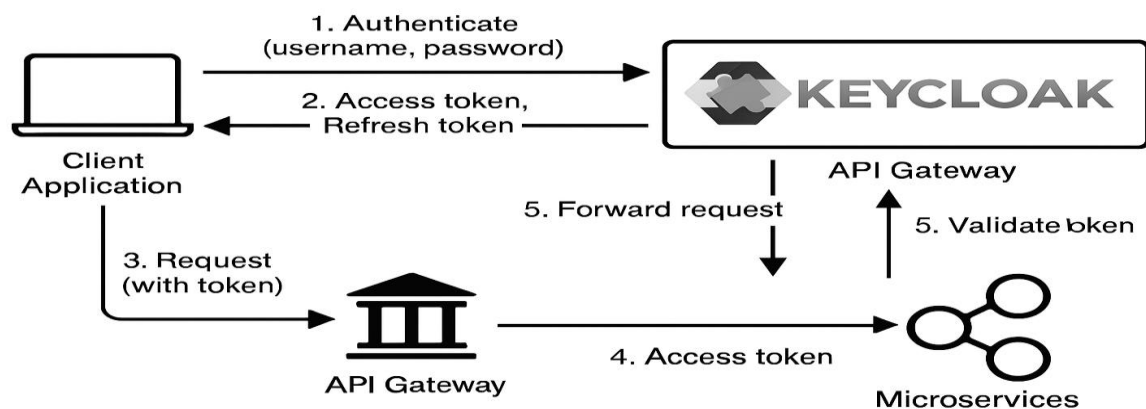 1. Authenticate
(username, password)
KEYCLOAK
2. Access token,
Refresh token
Client
Application
API Gateway
5. Forward request
5. Validate token
3. Request
(with token)
4. Access token
API Gateway
Microservices